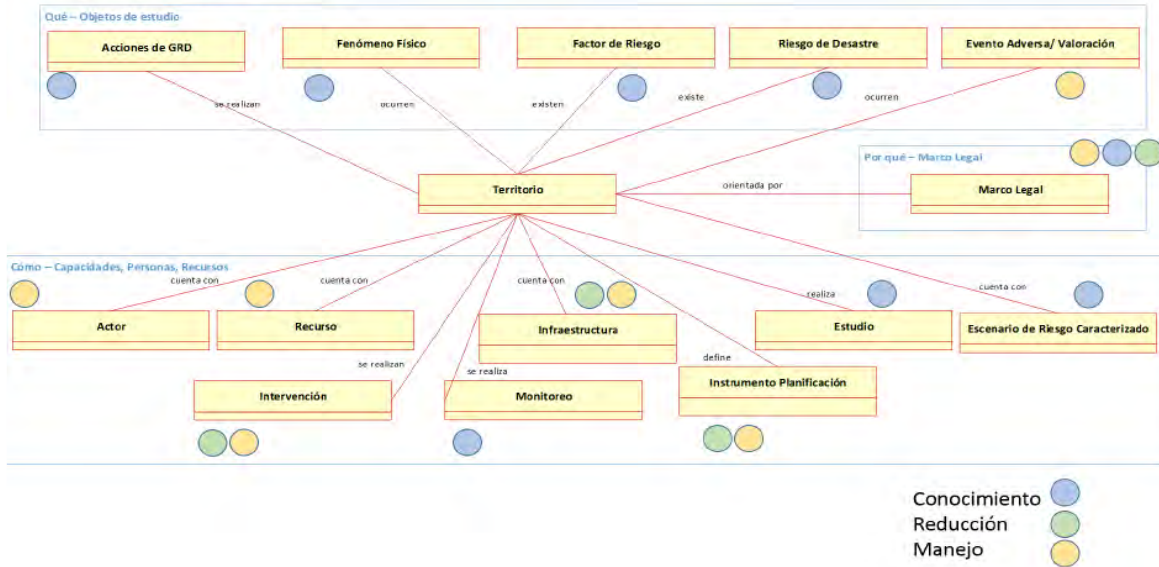 Qué – Objetos de estudio
Acciones de GRD
Fenómeno Físico
Factor de Riesgo
Riesgo de Desastre
Evento Adversa/ Valoración
se realizan
ocurren
existen
existe
ocurren
Por qué – Marco Legal
Territorio
orientada por
Marco Legal
Cómo – Capacidades, Personas, Recursos
cuenta con
cuenta con
cuenta con
realiza
cuenta con
Actor
Recurso
Infraestructura
Estudio
Escenario de Riesgo Caracterizado
se realizan
se realiza
define
Intervención
Monitoreo
Instrumento Planificación
Conocimiento
Reducción
Manejo